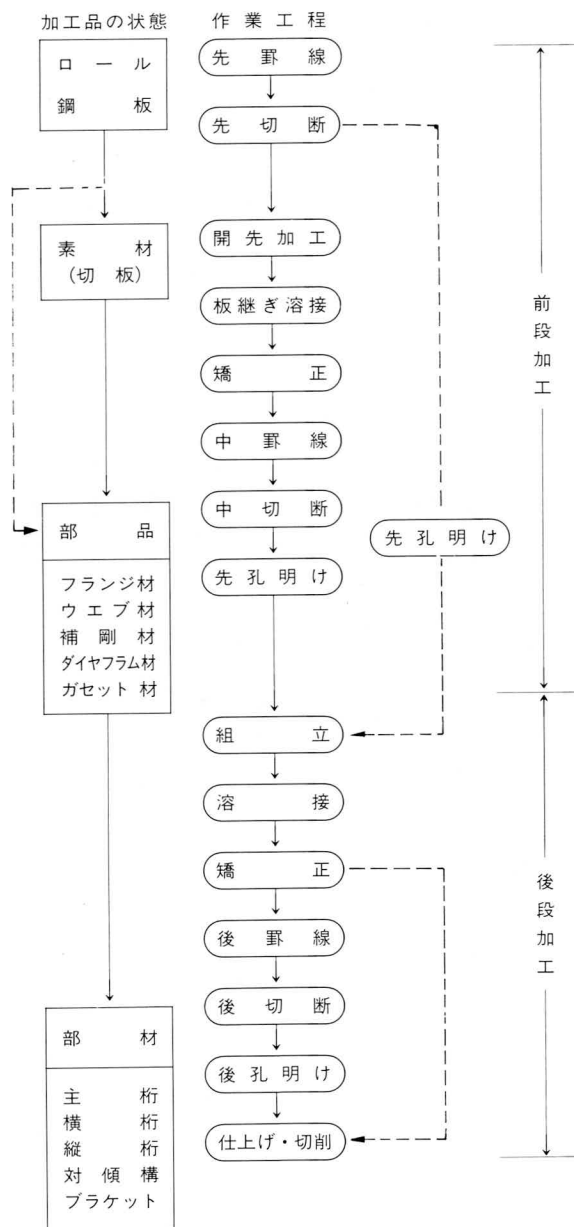 加工品の状態
ロール
鋼板
素材
(切板)
部品
フランジ材
ウエブ材
補剛材
ダイヤフラム材
ガセット材
部材
主桁
横桁
縦桁
対傾構
ブラケット
作業工程
先罫線
先切断
開先加工
板継ぎ溶接
矯正
中罫線
中切断
先孔明け
先孔明け
組立
溶接
矯正
後罫線
後切断
後孔明け
仕上げ・切削
前段加工
後段加工